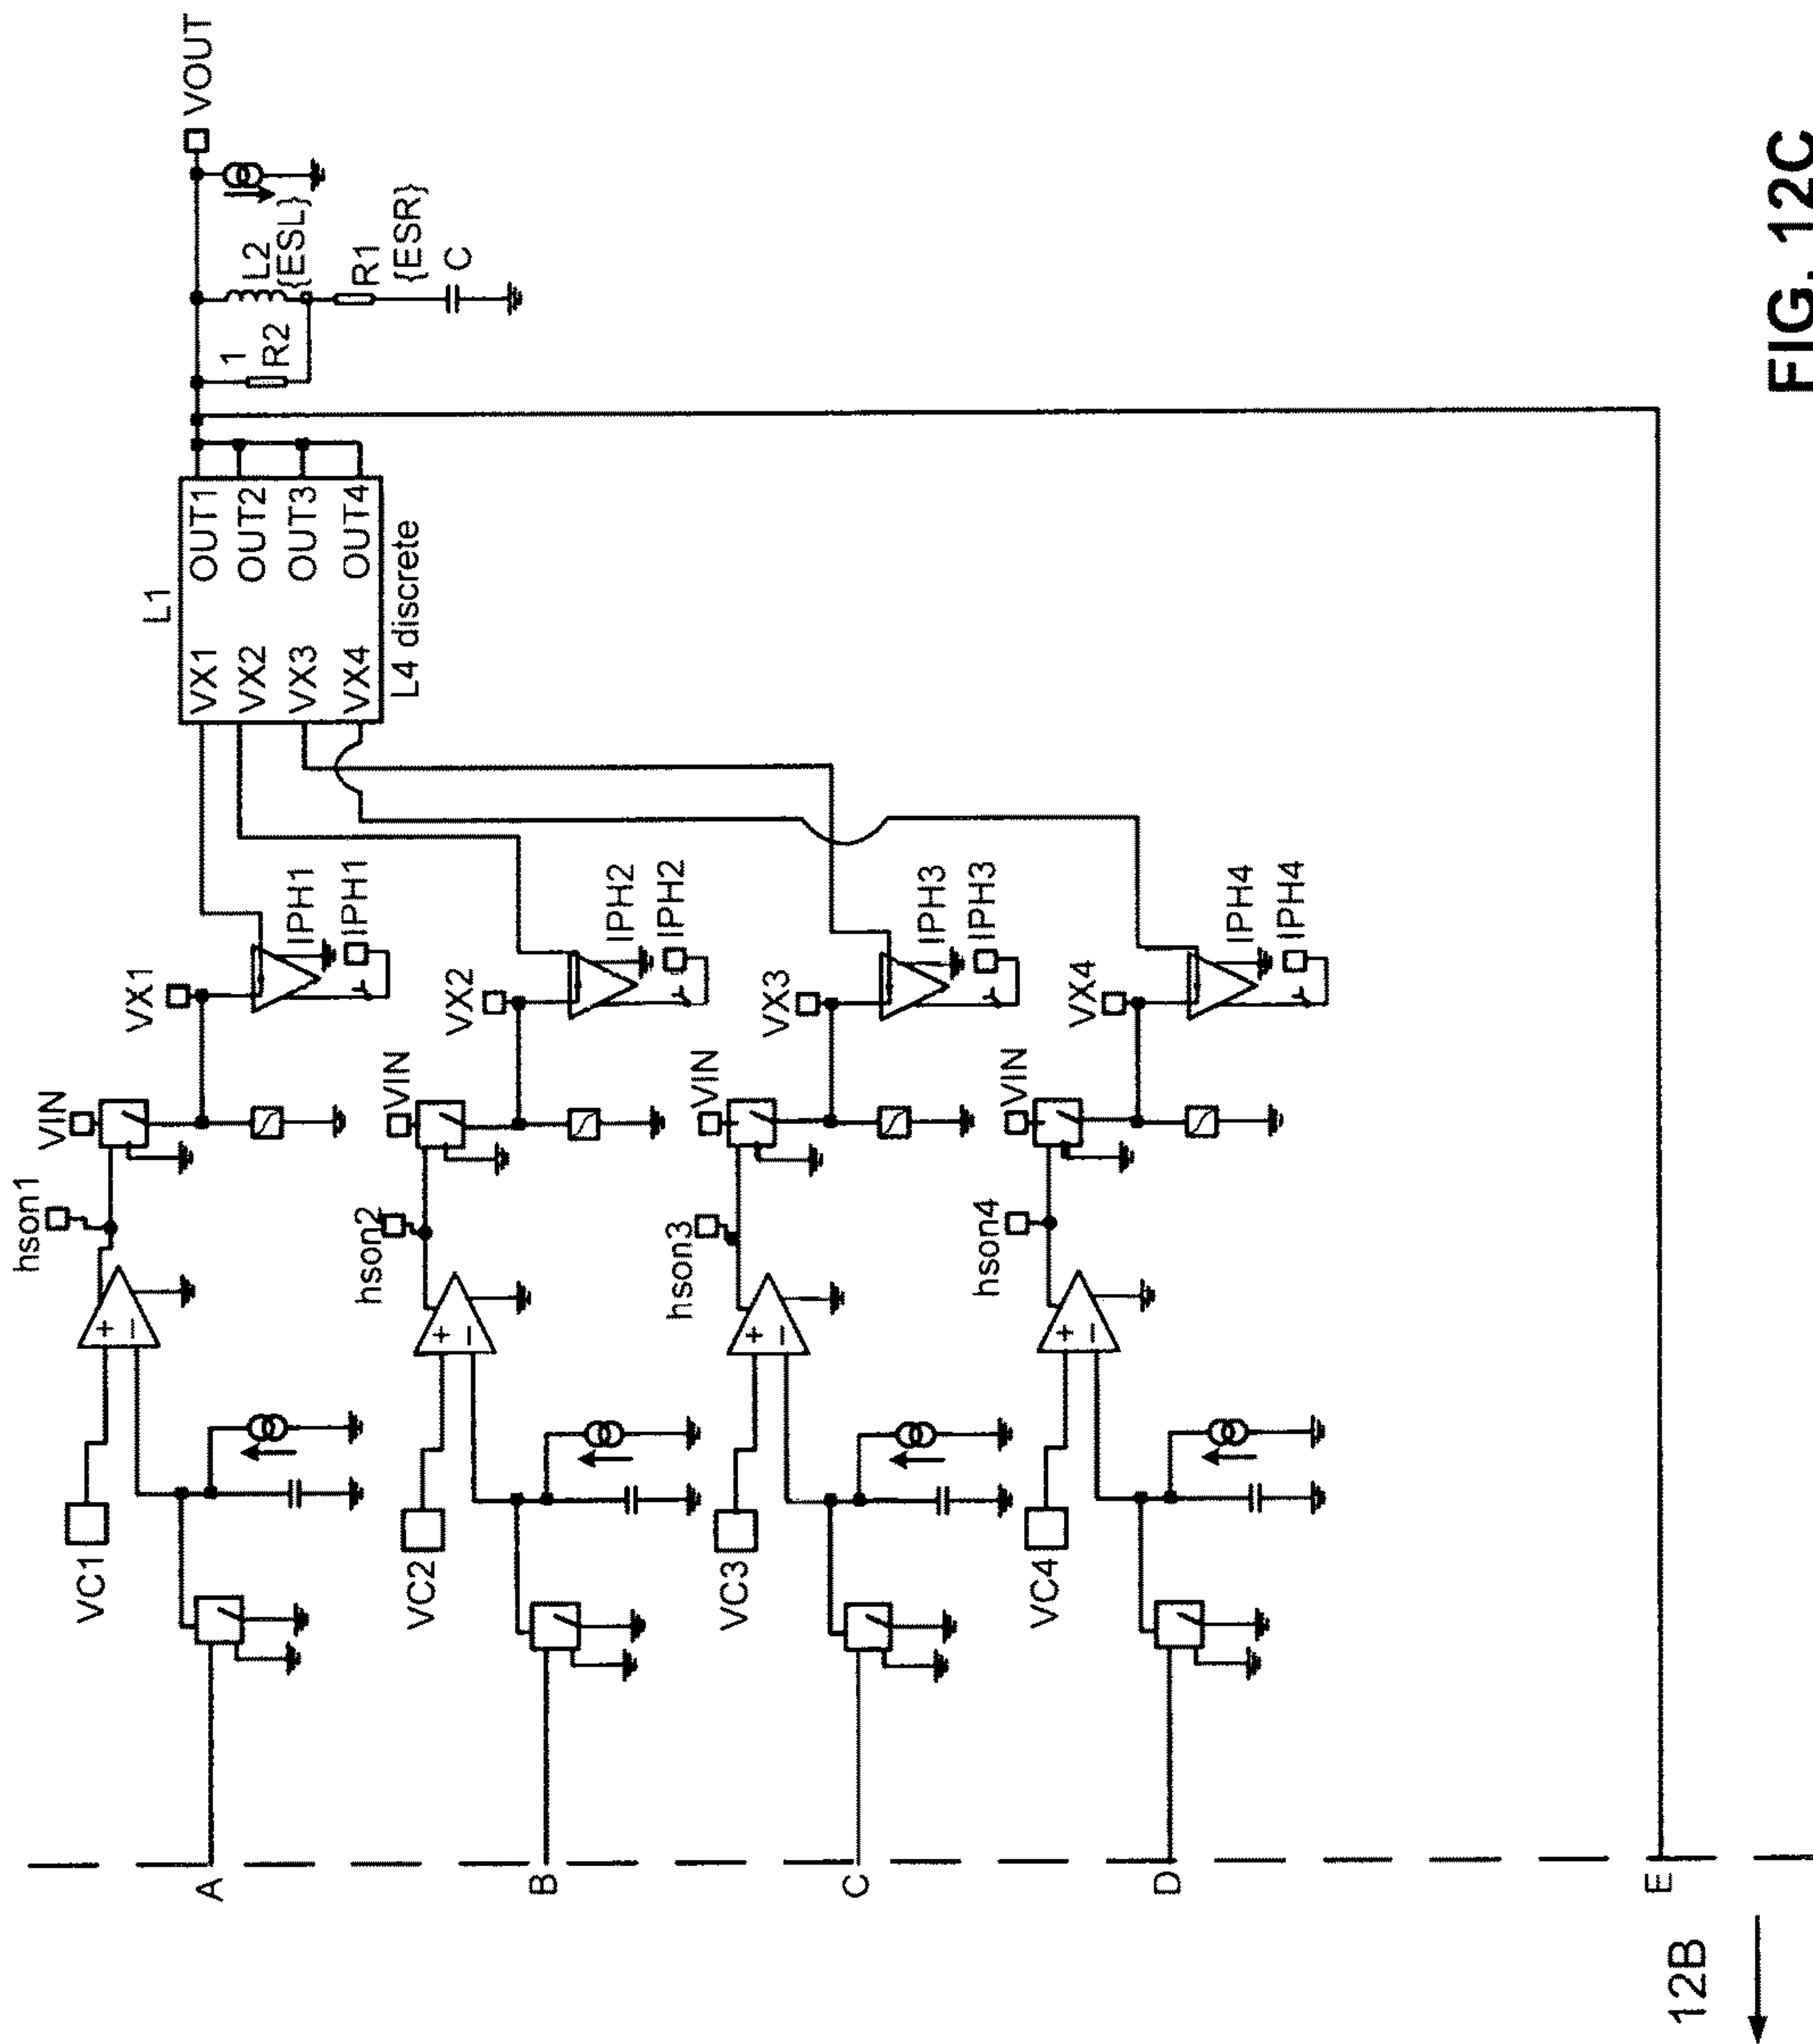 VOUT
L2
{ESL}
R1
{ESR}
C
1
R2
L1
VX1 OUT1
VX2 OUT2
VX3 OUT3
VX4 OUT4
L4 discrete
hson1
VIN
VX1
IPH1
IPH1
VC1
+
–
A
hson2
VIN
VX2
IPH2
IPH2
VC2
+
–
B
hson3
VIN
VX3
IPH3
IPH3
VC3
+
–
C
hson4
VIN
VX4
IPH4
IPH4
VC4
+
–
D
E
12B
FIG. 12C